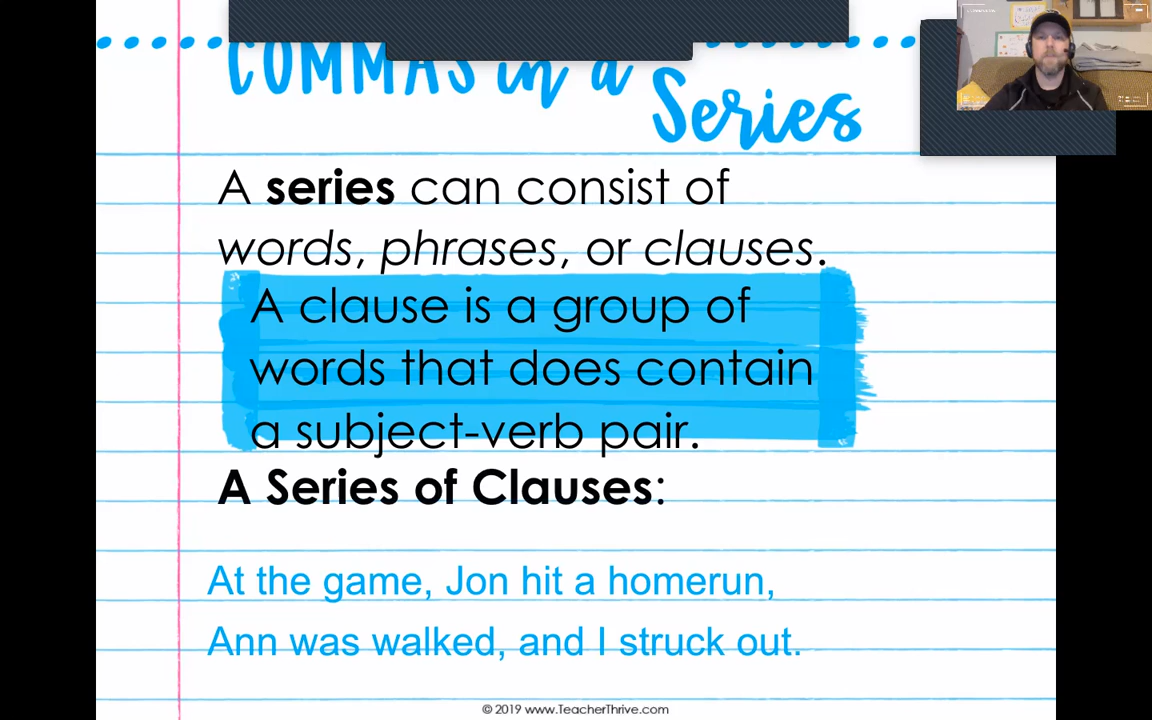 COMMAS in a
Series
A series can consist of
words, phrases, or clauses.
A clause is a group of
words that does contain
a subject-verb pair.
A Series of Clauses:
At the game, Jon hit a homerun,
Ann was walked, and I struck out.
© 2019 www.TeacherThrive.com